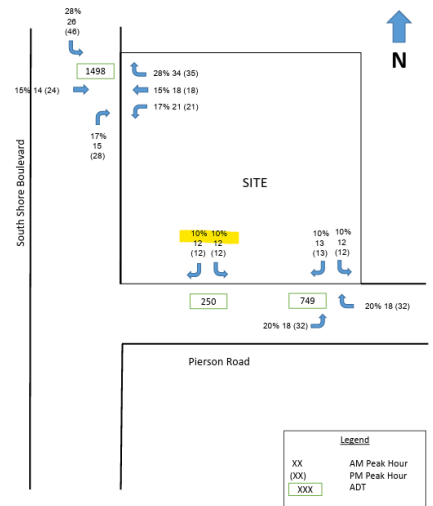 28%
26
(46)
N
1498
28% 34 (35)
15% 14 (24)
15% 18 (18)
17% 21 (21)
17%
15
(28)
South Shore Boulevard
SITE
10% 10%
12 12
(12) (12)
10% 10%
13 12
(13) (12)
250
749
20% 18 (32)
20% 18 (32)
Pierson Road
Legend
XX AM Peak Hour
(XX) PM Peak Hour
XXX ADT